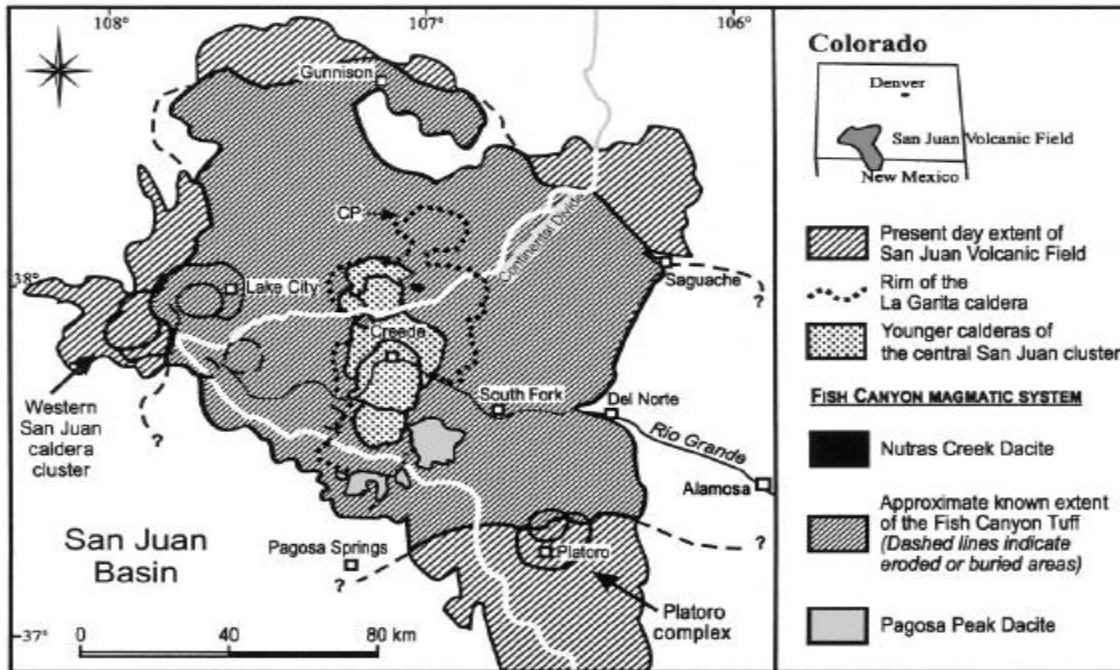 108°
107°
106°
Gunnison
CP
Continental Divide
38°
Lake City
Saguache
?
Creede
South Fork
Del Norte
Western
San Juan
caldera
cluster
?
Rio Grande
Alamosa
San Juan
Basin
Pagosa Springs
?
Platoro
?
Platoro
complex
37°
0
40
80 km
Colorado
Denver
San Juan Volcanic Field
New Mexico
Present day extent of
San Juan Volcanic Field
Rim of the
La Garita caldera
Younger calderas of
the central San Juan cluster
FISH CANYON MAGMATIC SYSTEM
Nutras Creek Dacite
Approximate known extent
of the Fish Canyon Tuff
(Dashed lines indicate
eroded or buried areas)
Pagosa Peak Dacite